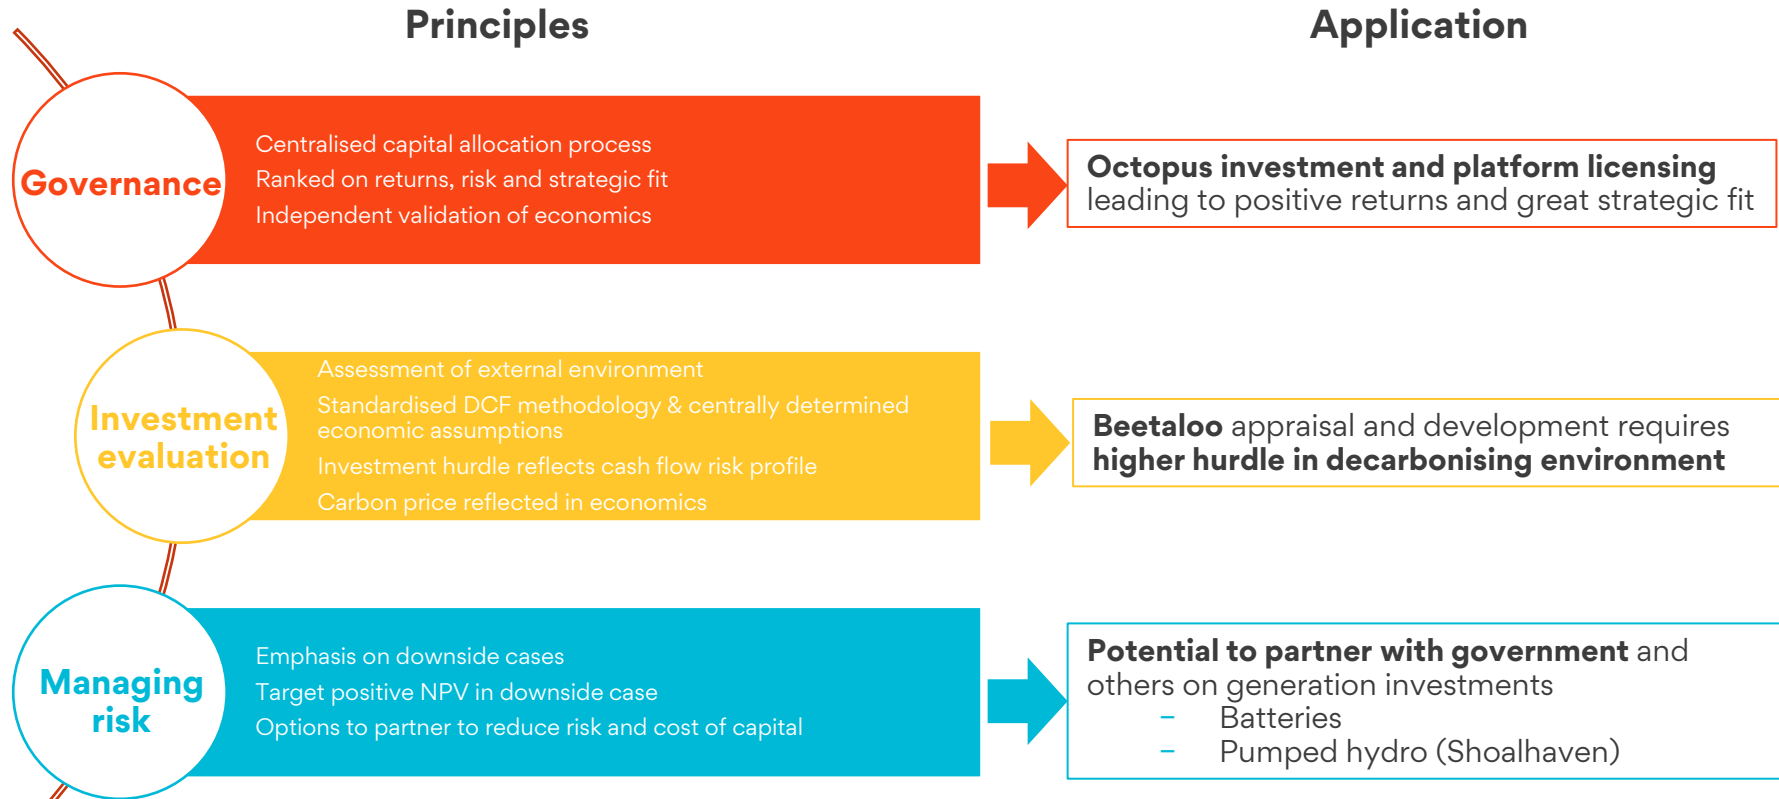 Principles
Application
Governance
Centralised capital allocation process
Ranked on returns, risk and strategic fit
Independent validation of economics
Octopus investment and platform licensing
leading to positive returns and great strategic fit
Investment
evaluation
Assessment of external environment
Standardised DCF methodology & centrally determined
economic assumptions
Investment hurdle reflects cash flow risk profile
Carbon price reflected in economics
Beetaloo appraisal and development requires
higher hurdle in decarbonising environment
Managing
risk
Emphasis on downside cases
Target positive NPV in downside case
Options to partner to reduce risk and cost of capital
Potential to partner with government and
others on generation investments
– Batteries
– Pumped hydro (Shoalhaven)